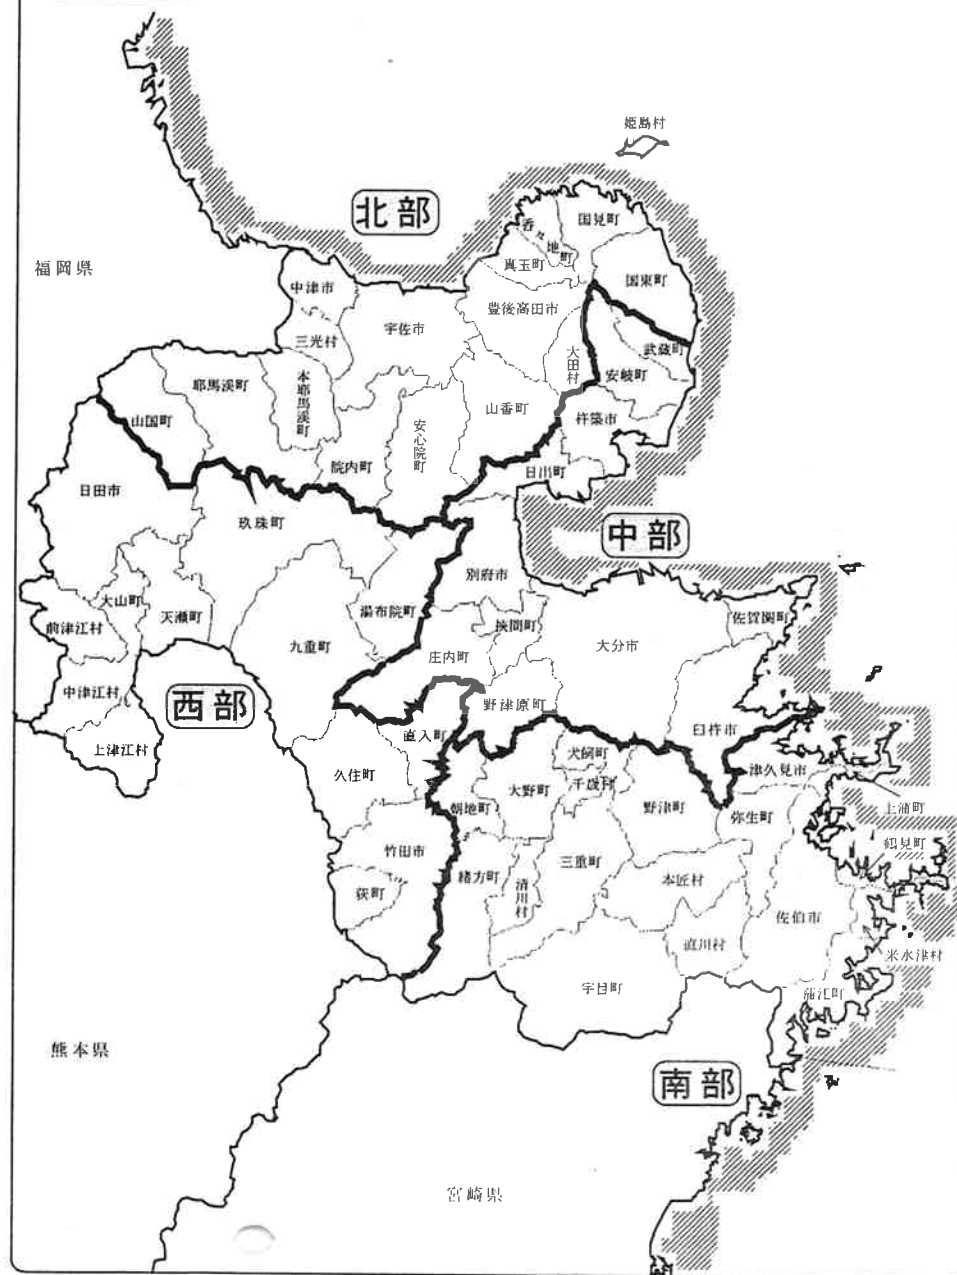 姫島村
北部
国見町
香々地町
福岡県
真玉町
国東町
中津市
豊後高田市
宇佐市
三光村
武蔵町
大田村
安岐町
耶馬溪町
本耶馬溪町
山香町
山国町
杵築市
安心院町
院内町
日出町
日田市
玖珠町
中部
別府市
大山町
湯布院町
天瀬町
佐賀関町
前津江村
挾間町
九重町
大分市
庄内町
中津江村
西部
野津原町
臼杵市
直入町
上津江村
犬飼町
津久見市
久住町
千歳村
大野町
朝地町
野津町
上浦町
弥生町
鶴見町
竹田市
三重町
緒方町
本匠村
荻町
清川村
佐伯市
直川村
米水津村
宇目町
蒲江町
熊本県
南部
宮崎県